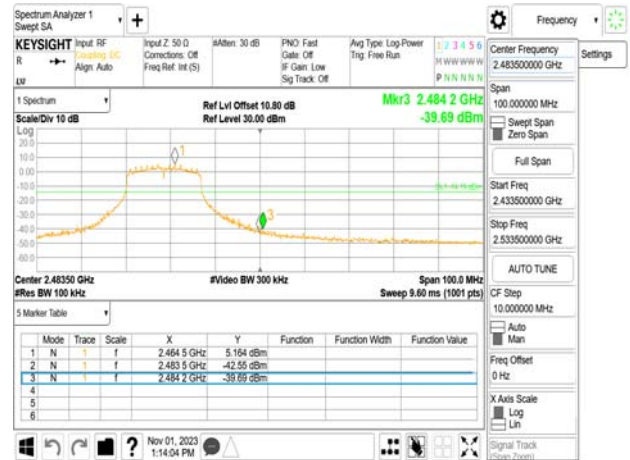 Spectrum Analyzer 1
Swept SA
Frequency
KEYSIGHT
R
LV
Input: RF
Coupling: DC
Align: Auto
Input Z: 50 Ω
Corrections: Off
Freq Ref: Int (S)
#Atten: 30 dB
PNO: Fast
Gate: Off
IF Gain: Low
Sig Track: Off
Avg Type: Log-Power
Trig: Free Run
1 2 3 4 5 6
M W W W W W
P N N N N N
1 Spectrum
Scale/Div 10 dB
Log
Ref Lvl Offset 10.80 dB
Ref Level 30.00 dBm
Mkr3 2.484 2 GHz
-39.69 dBm
20.0
10.0
0.00
-10.0
-20.0
-30.0
-40.0
-50.0
-60.0
1
3
Center 2.48350 GHz
#Res BW 100 kHz
#Video BW 300 kHz
Span 100.0 MHz
Sweep 9.60 ms (1001 pts)
5 Marker Table
Mode Trace Scale X Y Function Function Width Function Value
1 N 1 f 2.464 5 GHz 5.164 dBm
2 N 1 f 2.483 5 GHz -42.55 dBm
3 N 1 f 2.484 2 GHz -39.69 dBm
4
5
6
Nov 01, 2023
1:14:04 PM
Center Frequency
2.483500000 GHz
Settings
Span
100.000000 MHz
Swept Span
Zero Span
Full Span
Start Freq
2.433500000 GHz
Stop Freq
2.533500000 GHz
AUTO TUNE
CF Step
10.000000 MHz
Auto
Man
Freq Offset
0 Hz
X Axis Scale
Log
Lin
Signal Track
(Span Zoom)